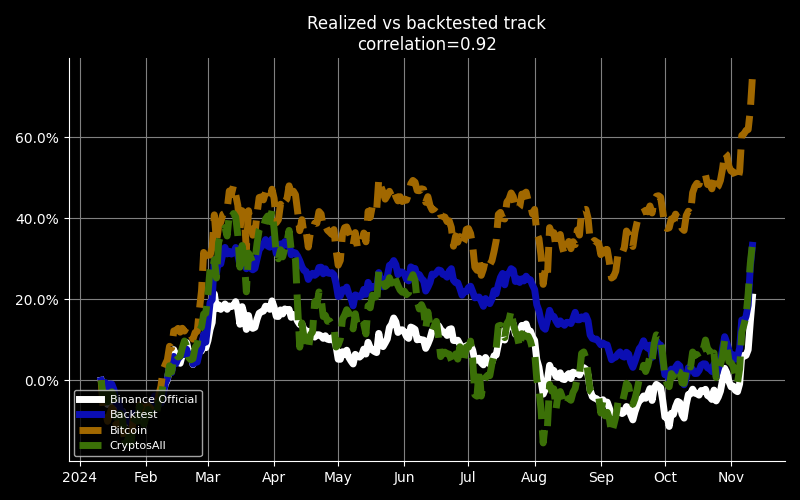 Realized vs backtested track
correlation=0.92
60.0%
40.0%
20.0%
0.0%
Binance Official
Backtest
Bitcoin
CryptosAll
2024 Feb Mar Apr May Jun Jul Aug Sep Oct Nov